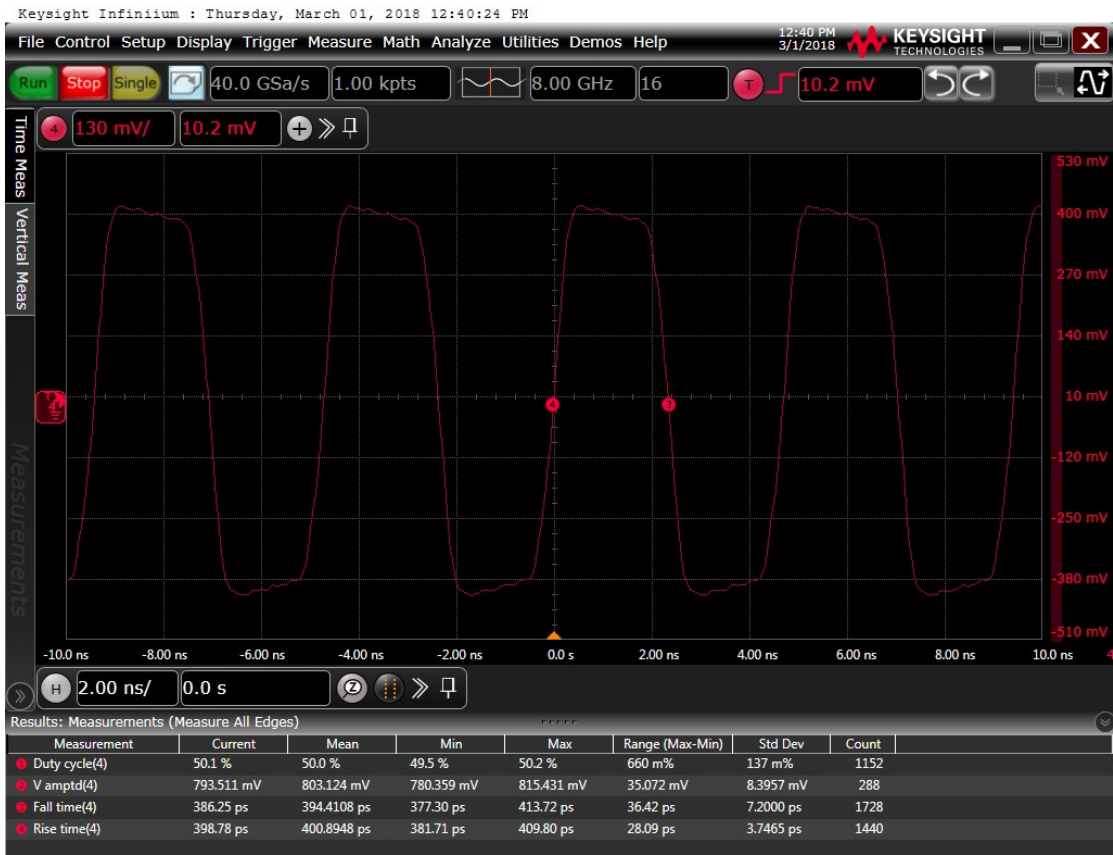 Keysight Infiniium : Thursday, March 01, 2018 12:40:24 PM
File Control Setup Display Trigger Measure Math Analyze Utilities Demos Help 12:40 PM 3/1/2018 KEYSIGHT TECHNOLOGIES X
Run Stop Single 40.0 GSa/s 1.00 kpts 8.00 GHz 16 T 10.2 mV
4 130 mV/ 10.2 mV +
Time Meas
Vertical Meas
Measurements
530 mV
400 mV
270 mV
140 mV
T 4 10 mV
4 3
-120 mV
-250 mV
-380 mV
-510 mV
-10.0 ns -8.00 ns -6.00 ns -4.00 ns -2.00 ns 0.0 s 2.00 ns 4.00 ns 6.00 ns 8.00 ns 10.0 ns 4
H 2.00 ns/ 0.0 s Z
Results: Measurements (Measure All Edges)
Measurement Current Mean Min Max Range (Max-Min) Std Dev Count
1 Duty cycle(4) 50.1 % 50.0 % 49.5 % 50.2 % 660 m% 137 m% 1152
2 V amptd(4) 793.511 mV 803.124 mV 780.359 mV 815.431 mV 35.072 mV 8.3957 mV 288
3 Fall time(4) 386.25 ps 394.4108 ps 377.30 ps 413.72 ps 36.42 ps 7.2000 ps 1728
4 Rise time(4) 398.78 ps 400.8948 ps 381.71 ps 409.80 ps 28.09 ps 3.7465 ps 1440